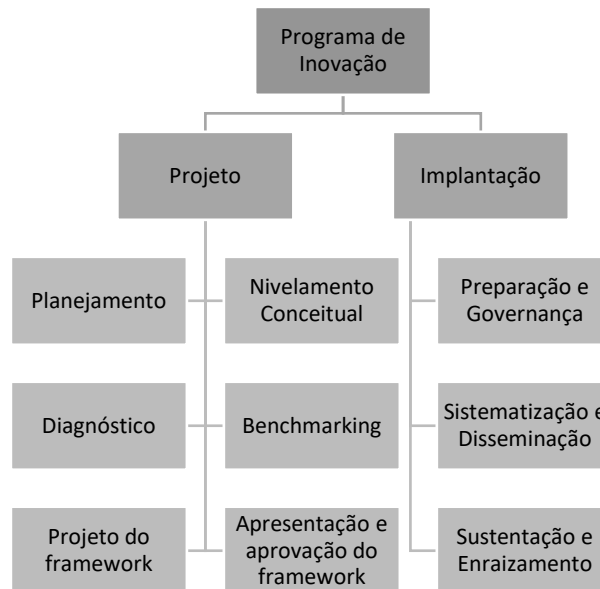 Programa de
Inovação
Projeto
Implantação
Planejamento
Nivelamento
Conceitual
Preparação e
Governança
Diagnóstico
Benchmarking
Sistematização e
Disseminação
Projeto do
framework
Apresentação e
aprovação do
framework
Sustentação e
Enraizamento